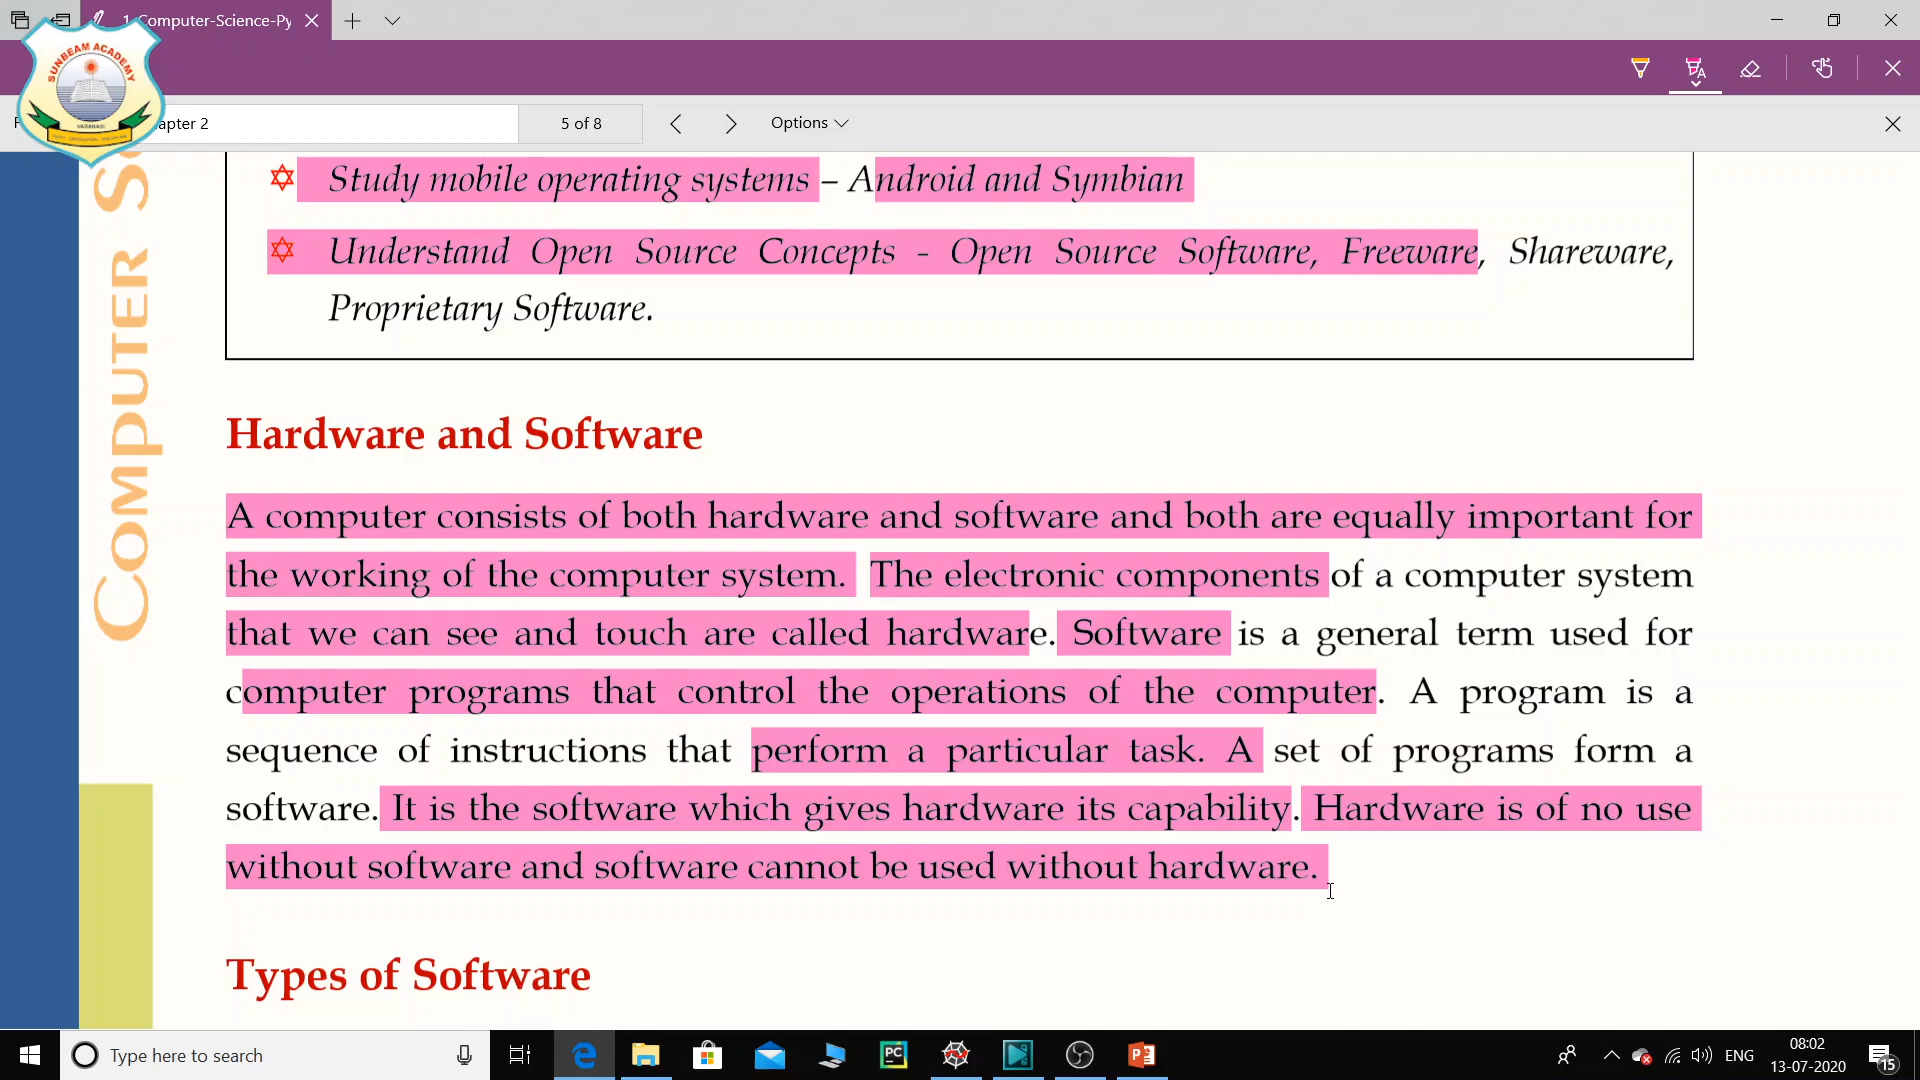 1 Computer-Science-Py
SUNBEAM ACADEMY
VARANASI
apter 2
5 of 8
Options
Study mobile operating systems – Android and Symbian
Understand Open Source Concepts - Open Source Software, Freeware, Shareware,
Proprietary Software.
COMPUTER
Hardware and Software
A computer consists of both hardware and software and both are equally important for
the working of the computer system. The electronic components of a computer system
that we can see and touch are called hardware. Software is a general term used for
computer programs that control the operations of the computer. A program is a
sequence of instructions that perform a particular task. A set of programs form a
software. It is the software which gives hardware its capability. Hardware is of no use
without software and software cannot be used without hardware.
Types of Software
Type here to search
ENG
08:02
13-07-2020
15